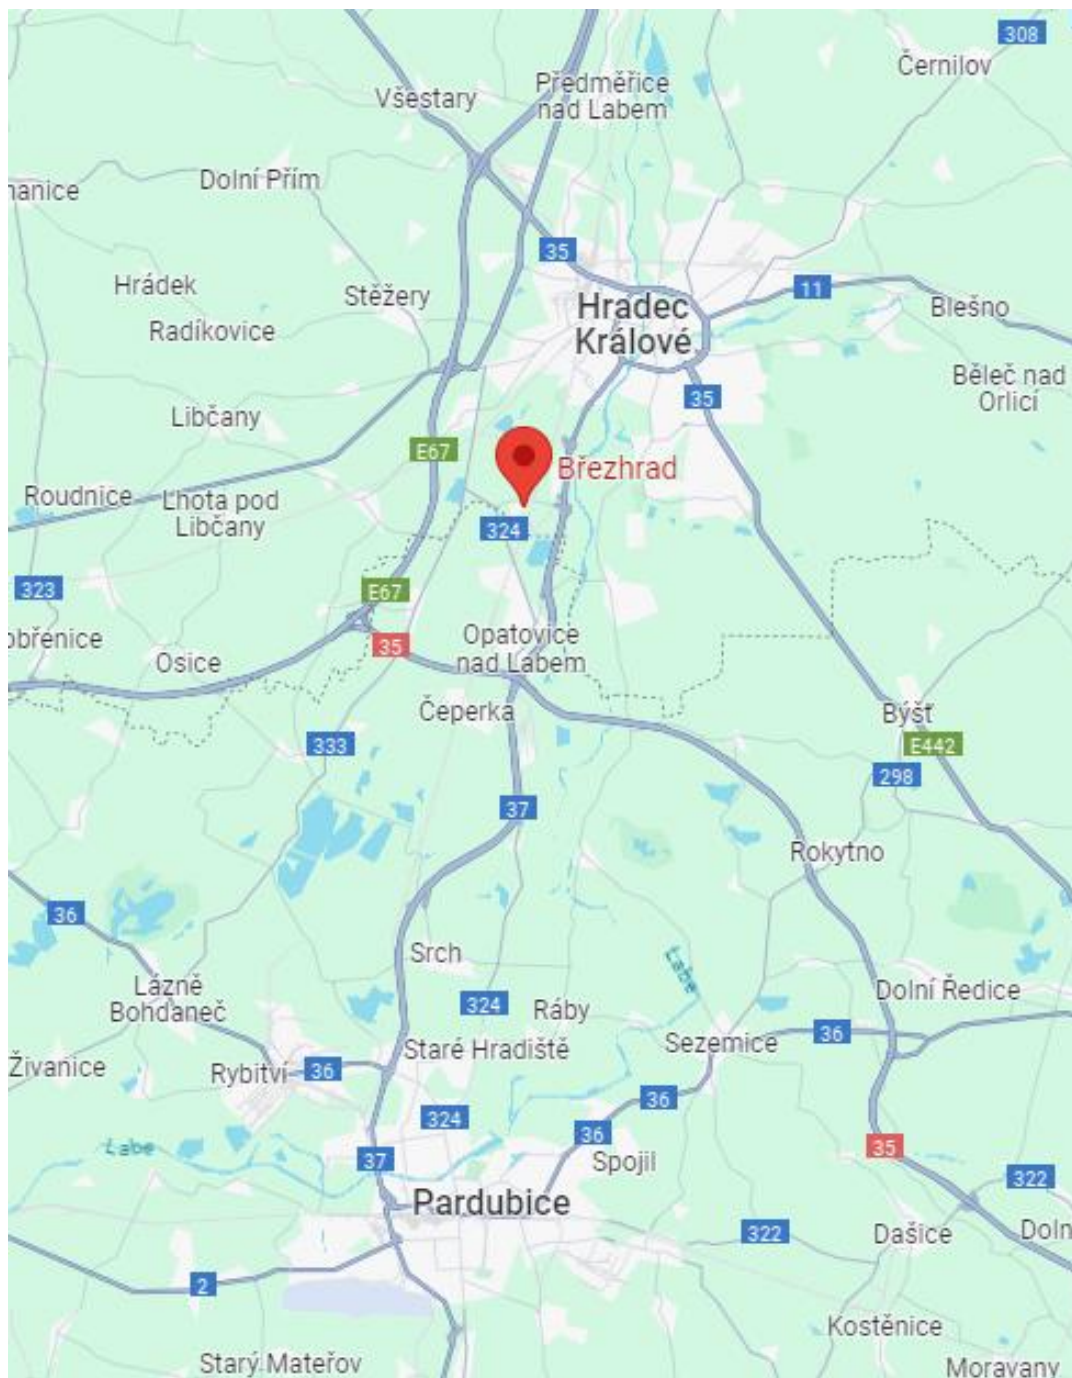 308
Černilov
Předměřice
nad Labem
Všestary
Dolní Přím
35
Hrádek
Stěžery
11
Hradec
Králové
Blešno
Radíkovice
Běleč nad
Orlicí
35
Libčany
E67
Březhrad
Roudnice
Lhota pod
Libčany
324
323
E67
Opatovice
nad Labem
35
Osice
Čeperka
Býšť
333
E442
298
37
Rokytno
36
Srch
Labe
Lázně
Bohdaneč
Dolní Ředice
324
Ráby
36
Sezemice
Staré Hradiště
Živanice
Rybitví
36
36
324
36
Labe
37
Spojil
35
322
Pardubice
322
Dašice
2
Kostěnice
Starý Mateřov
Moravany